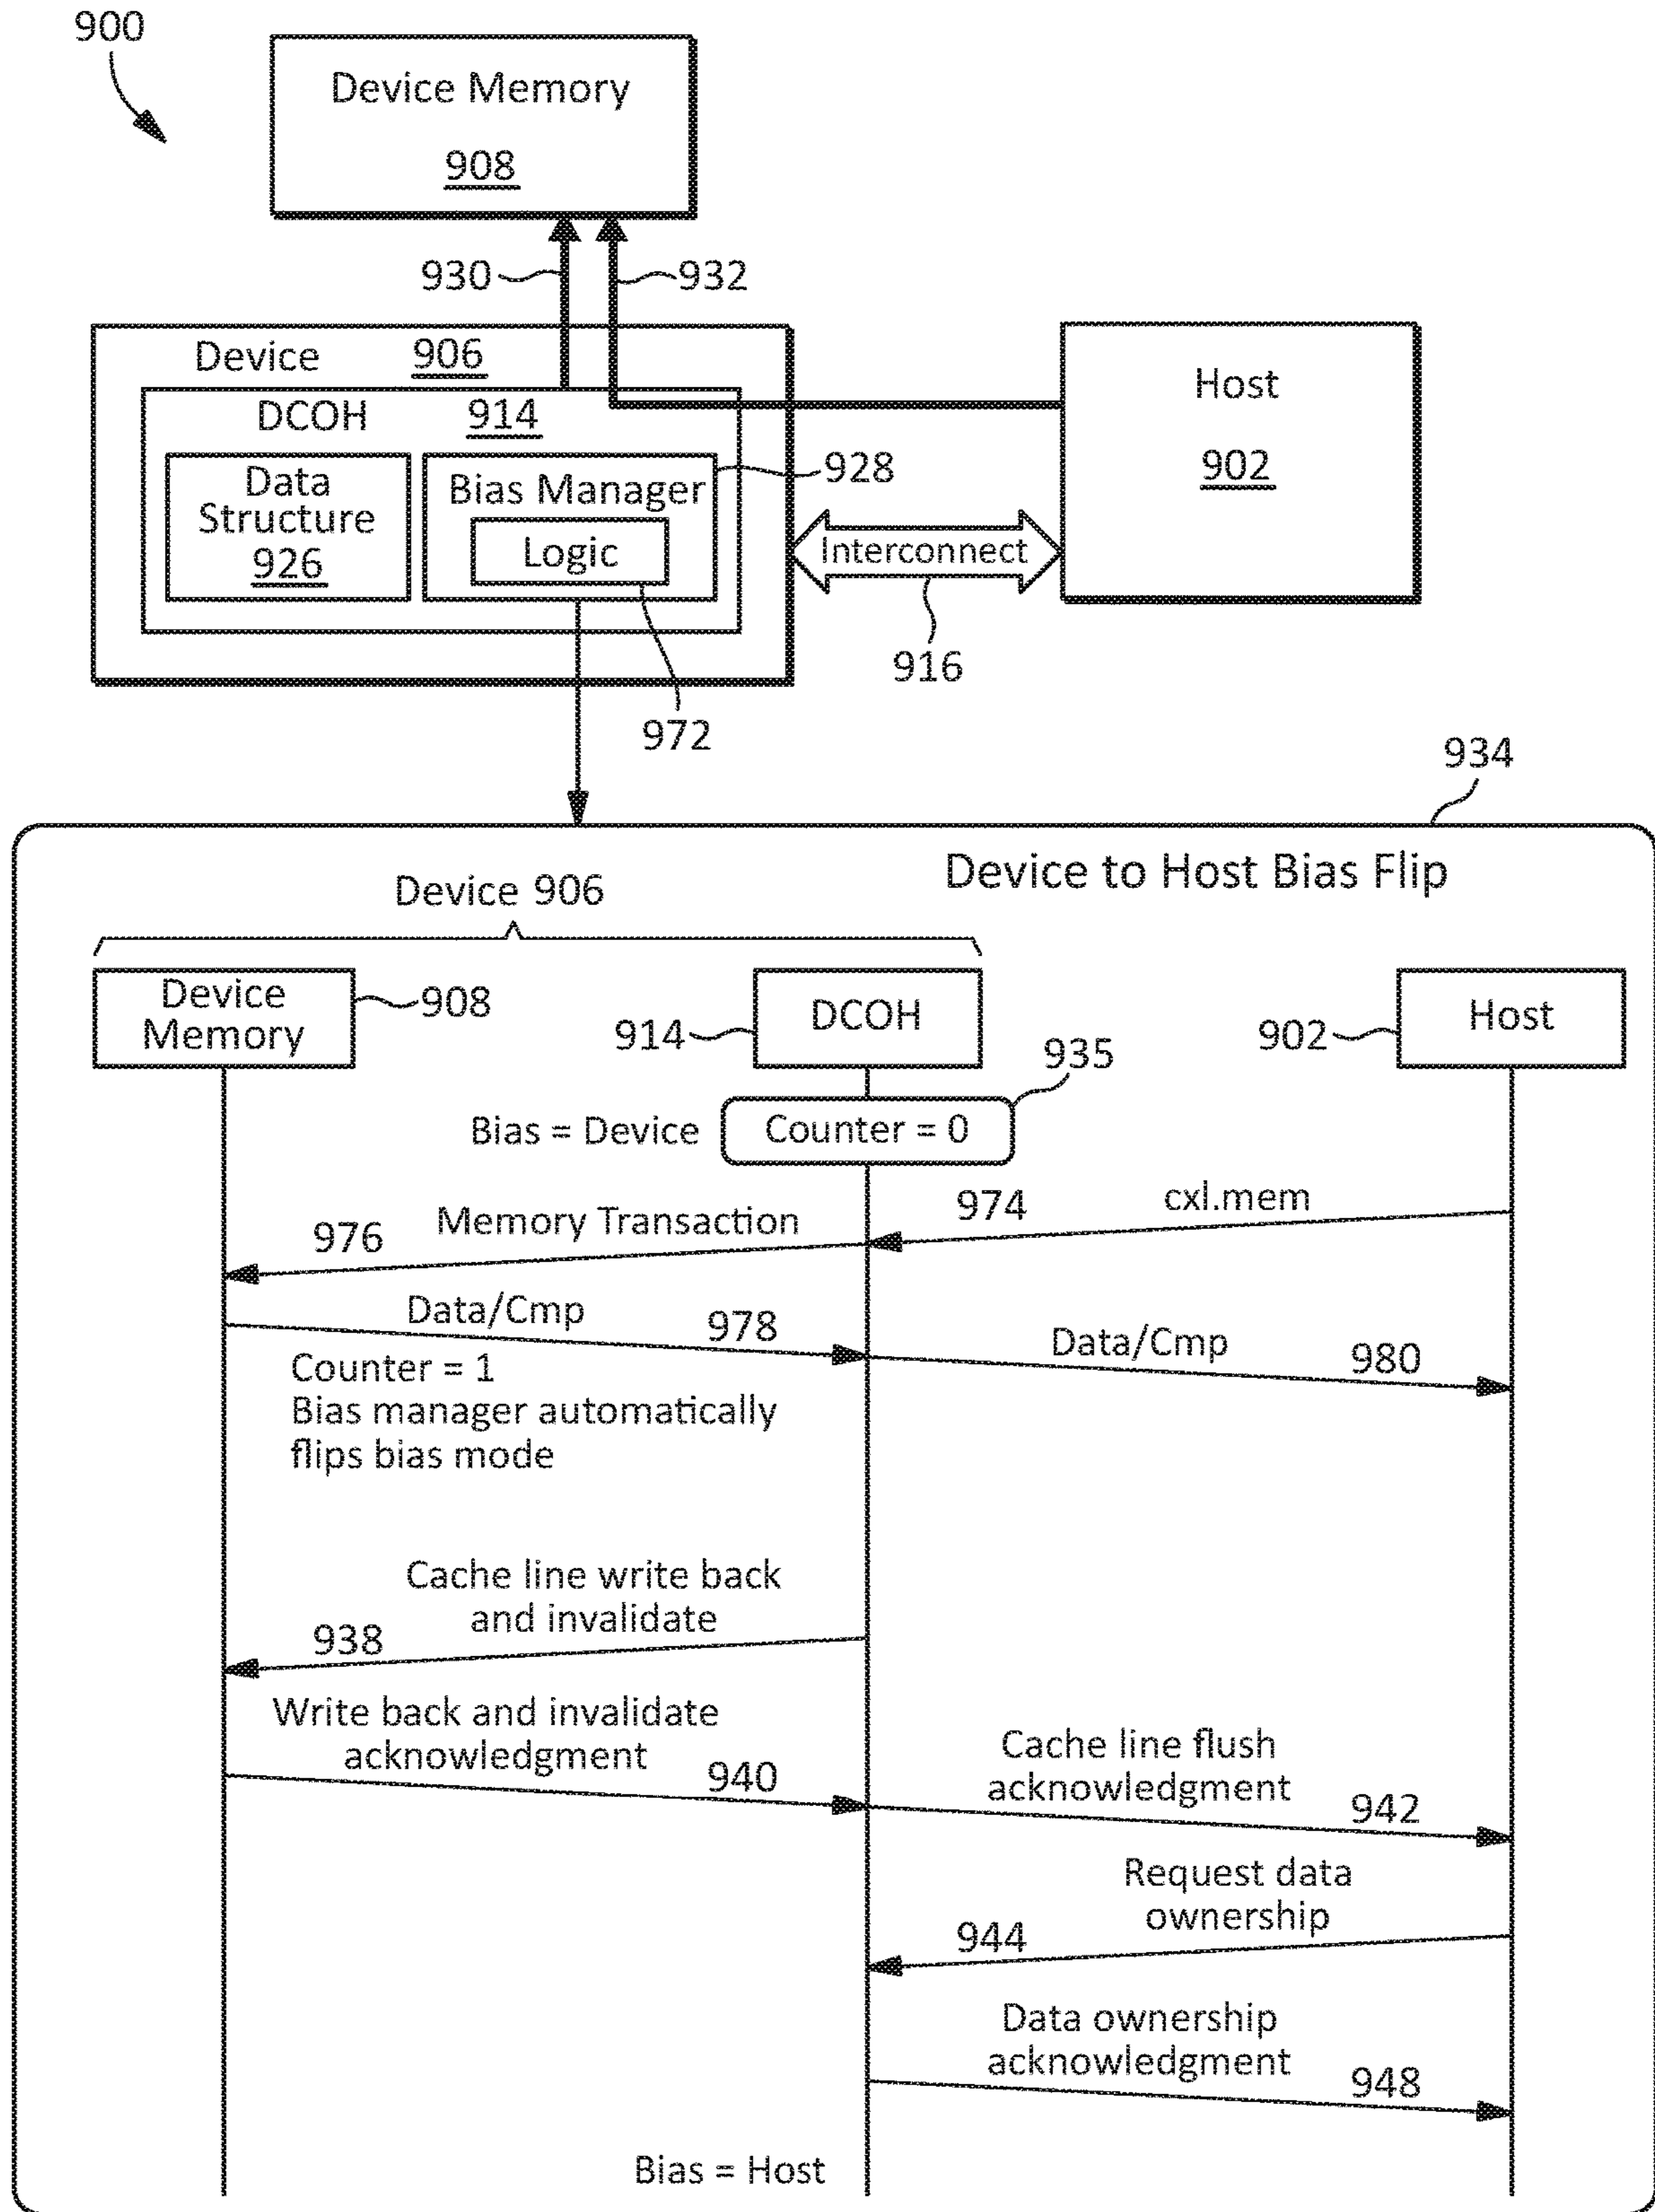 900
Device Memory
908
930
932
Device 906
DCOH 914
Data
Structure
926
Bias Manager
Logic
928
Host
902
Interconnect
916
972
934
Device to Host Bias Flip
Device 906
Device
Memory
908
914
DCOH
902
Host
935
Bias = Device
Counter = 0
974
cxl.mem
976
Memory Transaction
Data/Cmp
978
Data/Cmp
980
Counter = 1
Bias manager automatically
flips bias mode
Cache line write back
and invalidate
938
Write back and invalidate
acknowledgment
940
Cache line flush
acknowledgment
942
Request data
ownership
944
Data ownership
acknowledgment
948
Bias = Host